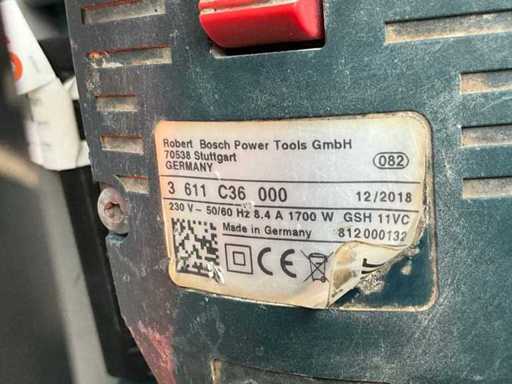 Robert Bosch Power Tools GmbH
70538 Stuttgart
GERMANY
082
3 611 C36 000
12/2018
230 V ~ 50/60 Hz 8.4 A 1700 W GSH 11VC
Made in Germany
812000132